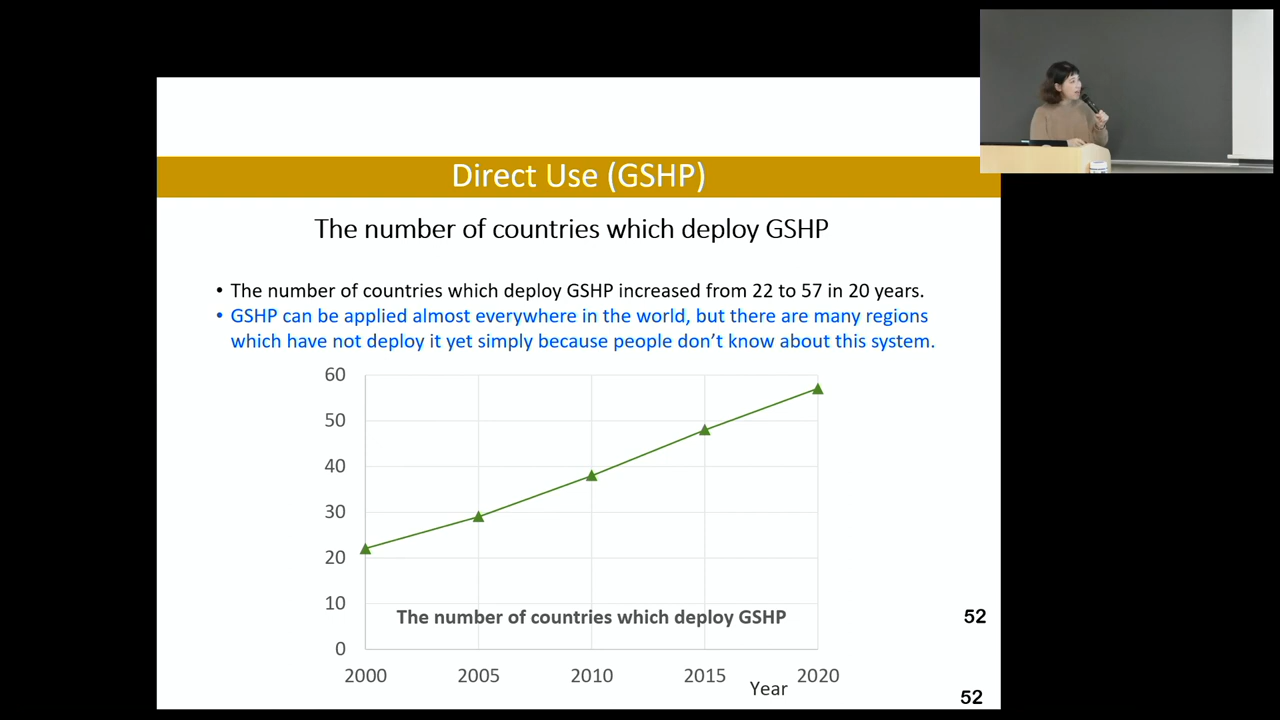 Direct Use (GSHP)
The number of countries which deploy GSHP
• The number of countries which deploy GSHP increased from 22 to 57 in 20 years.
• GSHP can be applied almost everywhere in the world, but there are many regions
which have not deploy it yet simply because people don't know about this system.
60
50
40
30
20
10
0
The number of countries which deploy GSHP
2000
2005
2010
2015
2020
Year
52
52